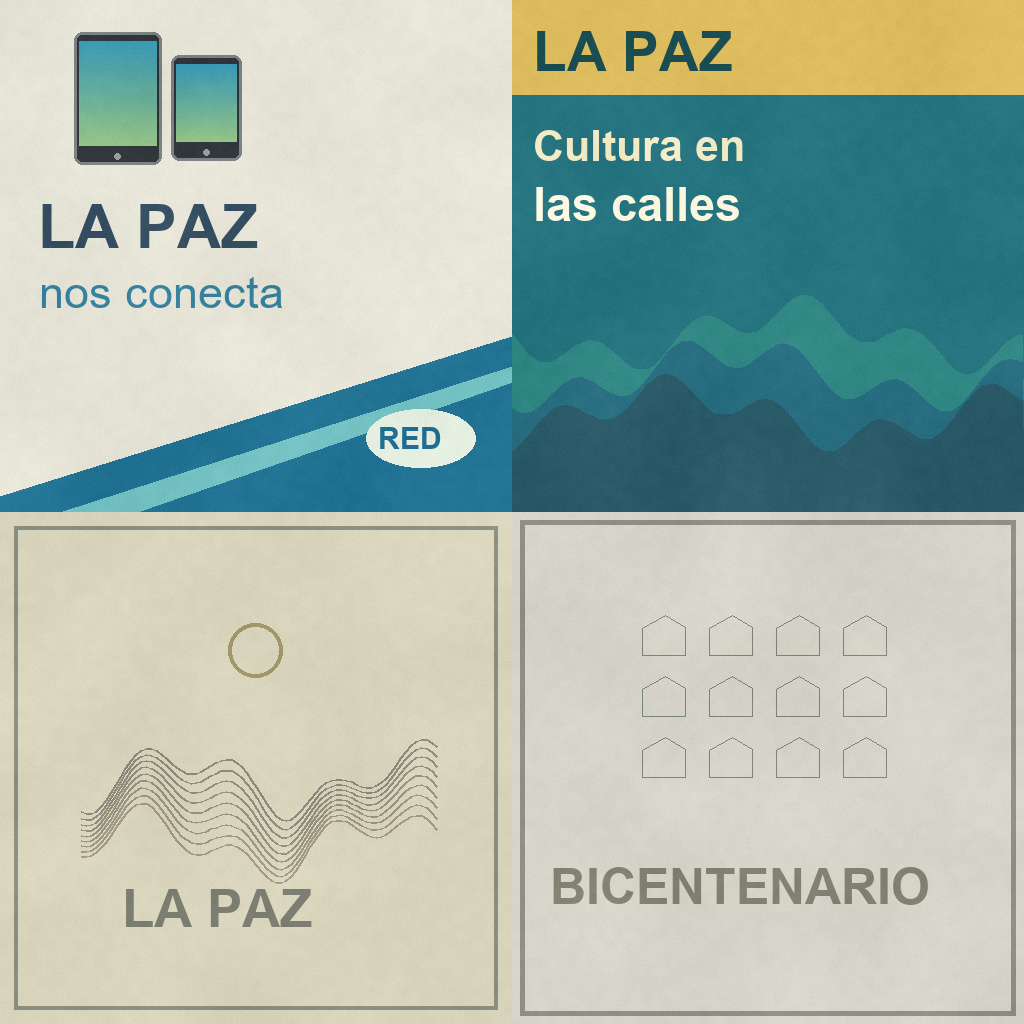 LA PAZ
nos conecta
RED
LA PAZ
Cultura en
las calles
LA PAZ
BICENTENARIO